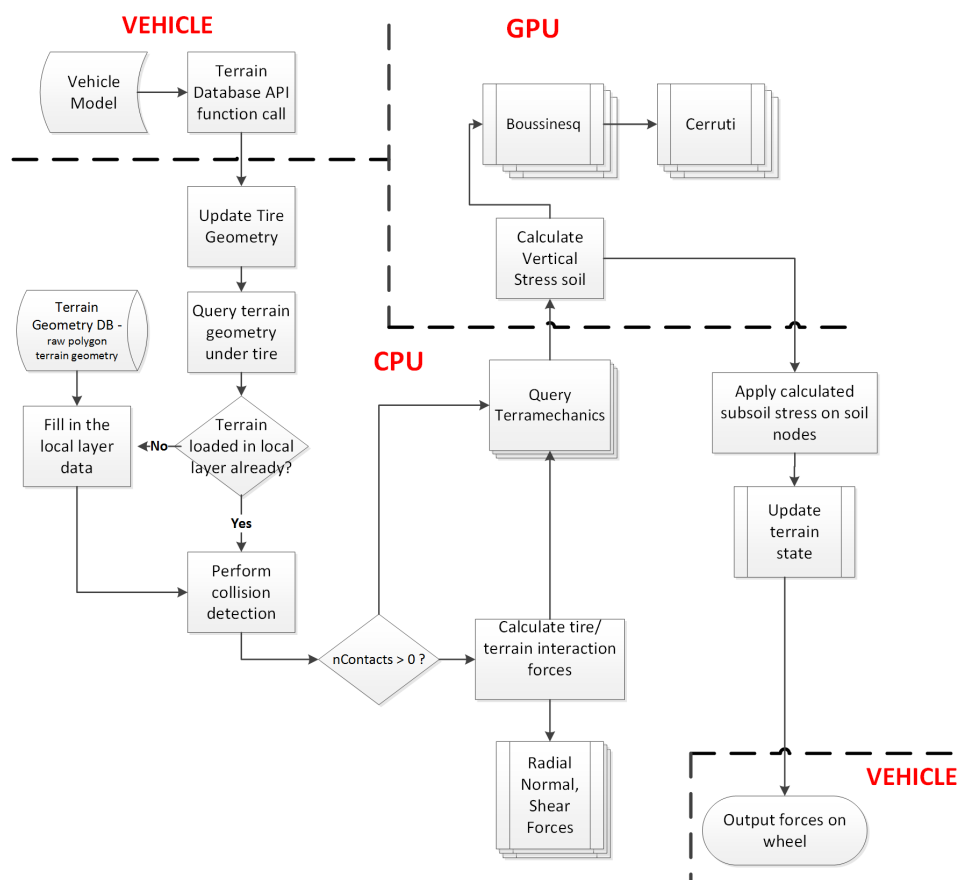 VEHICLE
GPU
Vehicle
Model
Terrain
Database API
function call
Boussinesq
Cerruti
Update Tire
Geometry
Calculate
Vertical
Stress soil
Terrain
Geometry DB -
raw polygon
terrain geometry
Query terrain
geometry
under tire
CPU
Query
Terramechanics
Apply calculated
subsoil stress on soil
nodes
Fill in the
local layer
data
No
Terrain
loaded in local
layer already?
Yes
Update
terrain
state
Perform
collision
detection
nContacts > 0 ?
Calculate tire/
terrain interaction
forces
Radial
Normal,
Shear
Forces
VEHICLE
Output forces on
wheel